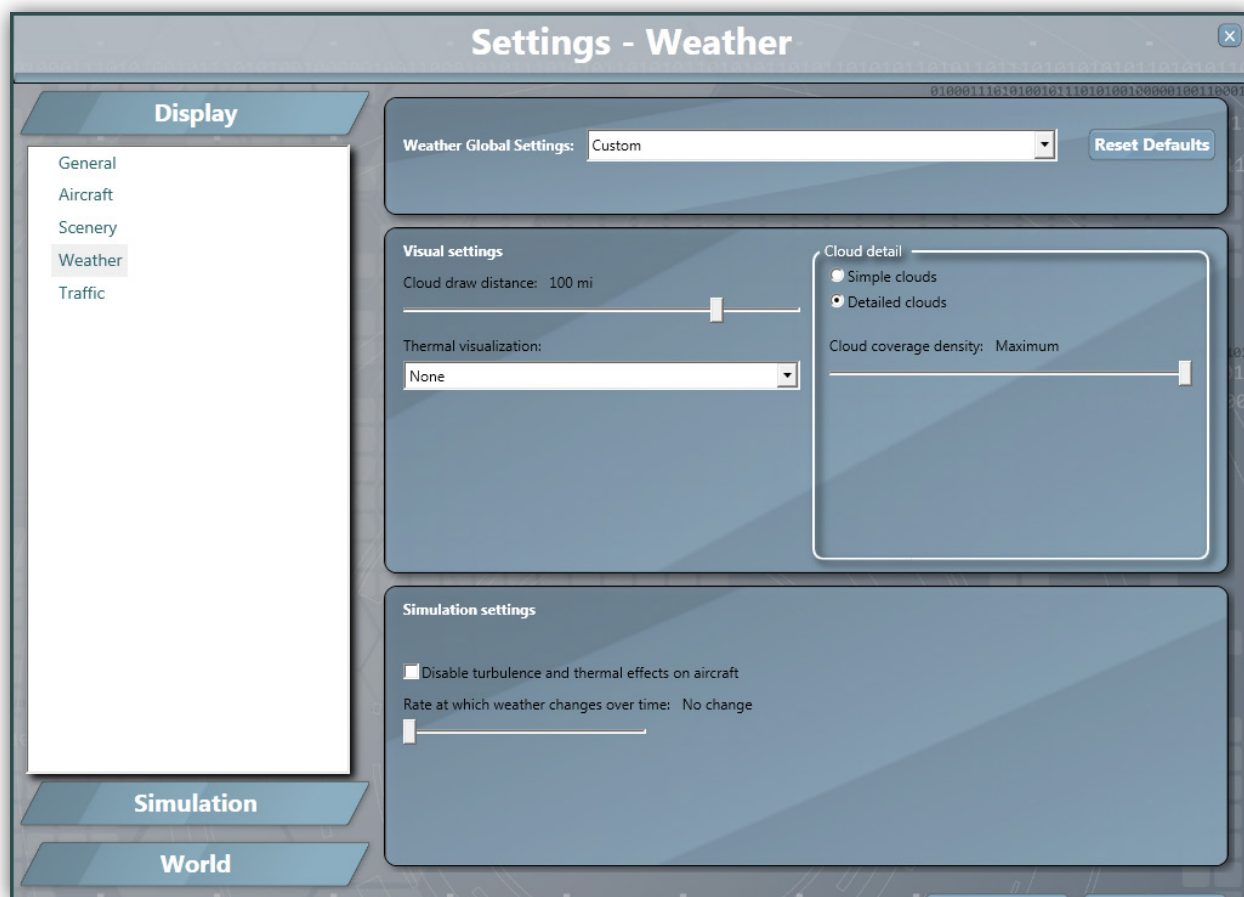 Settings - Weather
Display
General
Aircraft
Scenery
Weather
Traffic
Simulation
World
Weather Global Settings: Custom Reset Defaults
Visual settings
Cloud draw distance: 100 mi
Thermal visualization:
None
Cloud detail
Simple clouds
Detailed clouds
Cloud coverage density: Maximum
Simulation settings
Disable turbulence and thermal effects on aircraft
Rate at which weather changes over time: No change